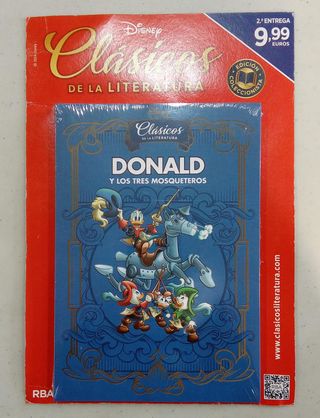 Disney
Clásicos
DE LA LITERATURA
2.ª ENTREGA
9,99
EUROS
EDICIÓN
COLECCIONISTA
Clásicos
DE LA LITERATURA
DONALD
Y LOS TRES MOSQUETEROS
www.clasicosliteratura.com
RBA